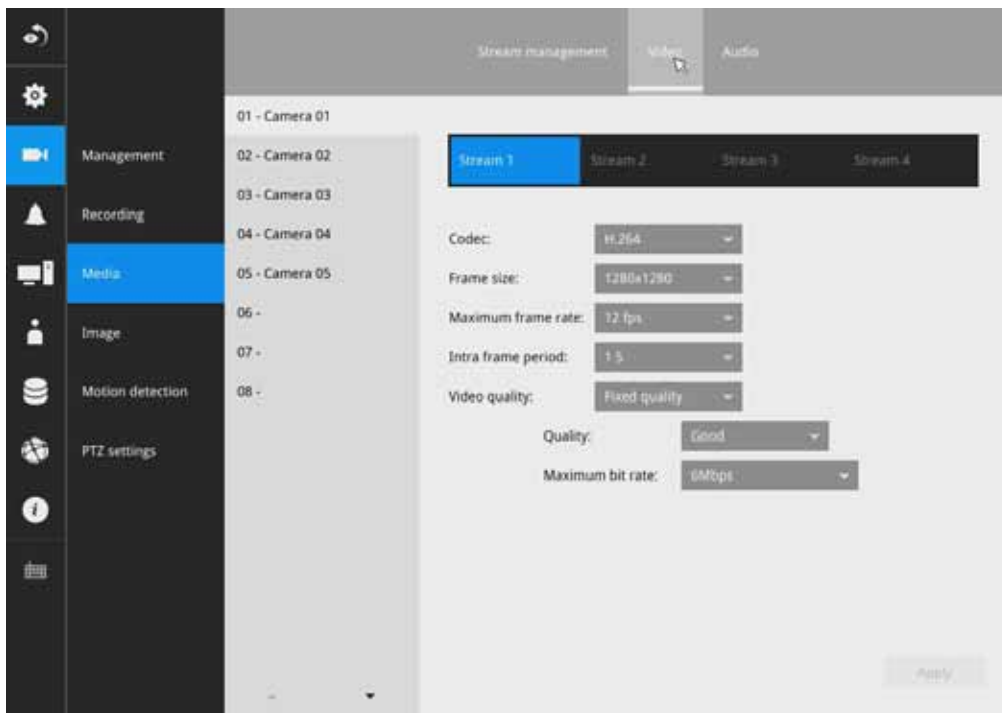 Stream management
Video
Audio
Management
Recording
Media
Image
Motion detection
PTZ settings
01 - Camera 01
02 - Camera 02
03 - Camera 03
04 - Camera 04
05 - Camera 05
06 -
07 -
08 -
Stream 1
Stream 2
Stream 3
Stream 4
Codec: H.264
Frame size: 1280x1280
Maximum frame rate: 12 fps
Intra frame period: 1 S
Video quality: Fixed quality
Quality: Good
Maximum bit rate: 6Mbps
Apply